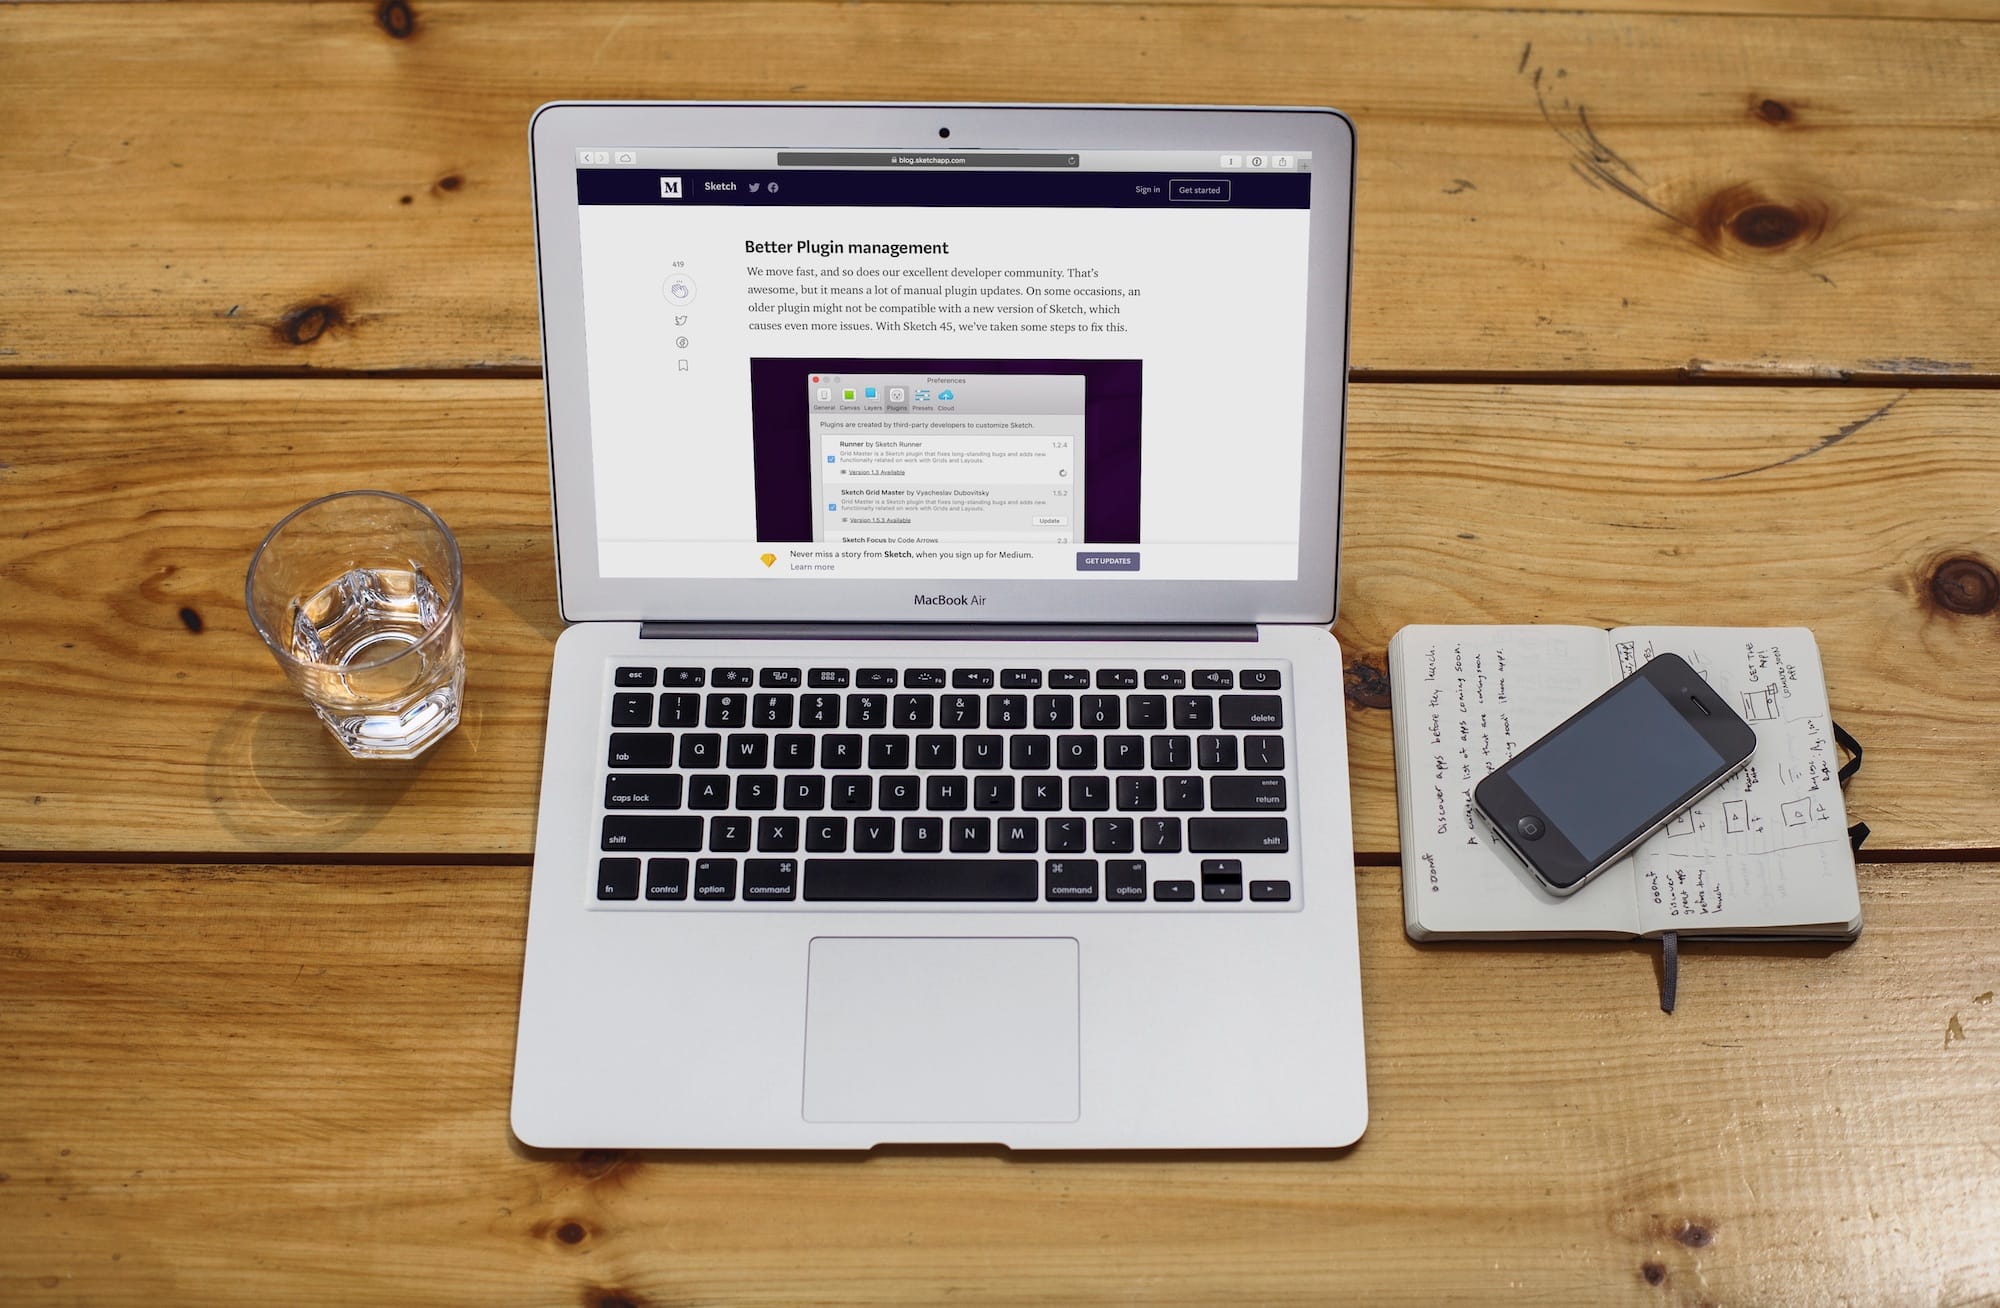 blog.sketchapp.com
M Sketch Sign in Get started
419
Better Plugin management
We move fast, and so does our excellent developer community. That's
awesome, but it means a lot of manual plugin updates. On some occasions, an
older plugin might not be compatible with a new version of Sketch, which
causes even more issues. With Sketch 45, we've taken some steps to fix this.
Preferences
General Canvas Layers Plugins Presets Cloud
Plugins are created by third-party developers to customize Sketch.
Runner by Sketch Runner 1.2.4
Grid Master is a Sketch plugin that fixes long-standing bugs and adds new
functionality related on work with Grids and Layouts.
Version 1.3 Available
Sketch Grid Master by Vyacheslav Dubovitsky 1.5.2
Grid Master is a Sketch plugin that fixes long-standing bugs and adds new
functionality related on work with Grids and Layouts.
Version 1.5.3 Available Update
Sketch Focus by Code Arrows 2.3
Never miss a story from Sketch, when you sign up for Medium.
Learn more
GET UPDATES
MacBook Air
esc F1 F2 F3 F4 F5 F6 F7 F8 F9 F10 F11 F12
~ ! @ # $ % ^ & * ( ) - +
1 2 3 4 5 6 7 8 9 0 - = delete
tab Q W E R T Y U I O P { [ } ] | \
caps lock A S D F G H J K L : ; " ' enter return
shift Z X C V B N M < , > . ? / shift
fn control alt option ⌘ command ⌘ command alt option
Discover apps before they launch.
A curated list of apps coming soon.
iphone apps.
GET THE
APP!
COMING SOON
APP
Discover
great apps
before they
launch.